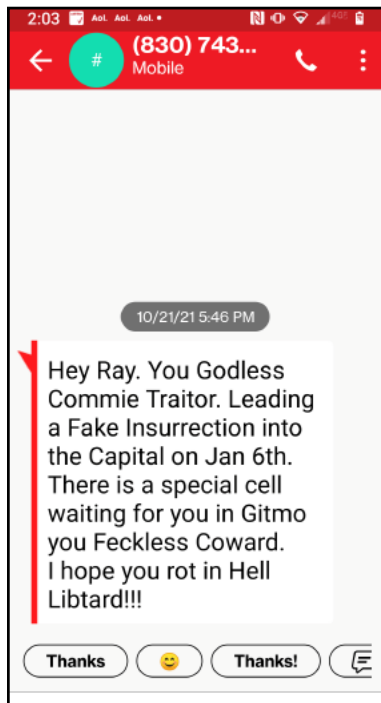 2:03 Aol. Aol. Aol. •
(830) 743...
#
Mobile
10/21/21 5:46 PM
Hey Ray. You Godless
Commie Traitor. Leading
a Fake Insurrection into
the Capital on Jan 6th.
There is a special cell
waiting for you in Gitmo
you Feckless Coward.
I hope you rot in Hell
Libtard!!!
Thanks 😊 Thanks!